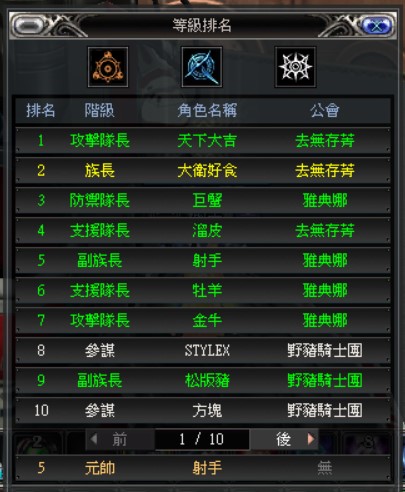 等級排名
排名 階級 角色名稱 公會
1 攻擊隊長 天下大吉 去無存菁
2 族長 大衛好食 去無存菁
3 防禦隊長 巨蟹 雅典娜
4 支援隊長 溜皮 去無存菁
5 副族長 射手 雅典娜
6 支援隊長 牡羊 雅典娜
7 攻擊隊長 金牛 雅典娜
8 參謀 STYLEX 野豬騎士團
9 副族長 松版豬 野豬騎士團
10 參謀 方塊 野豬騎士團
前 1 / 10 後
5 元帥 射手 無